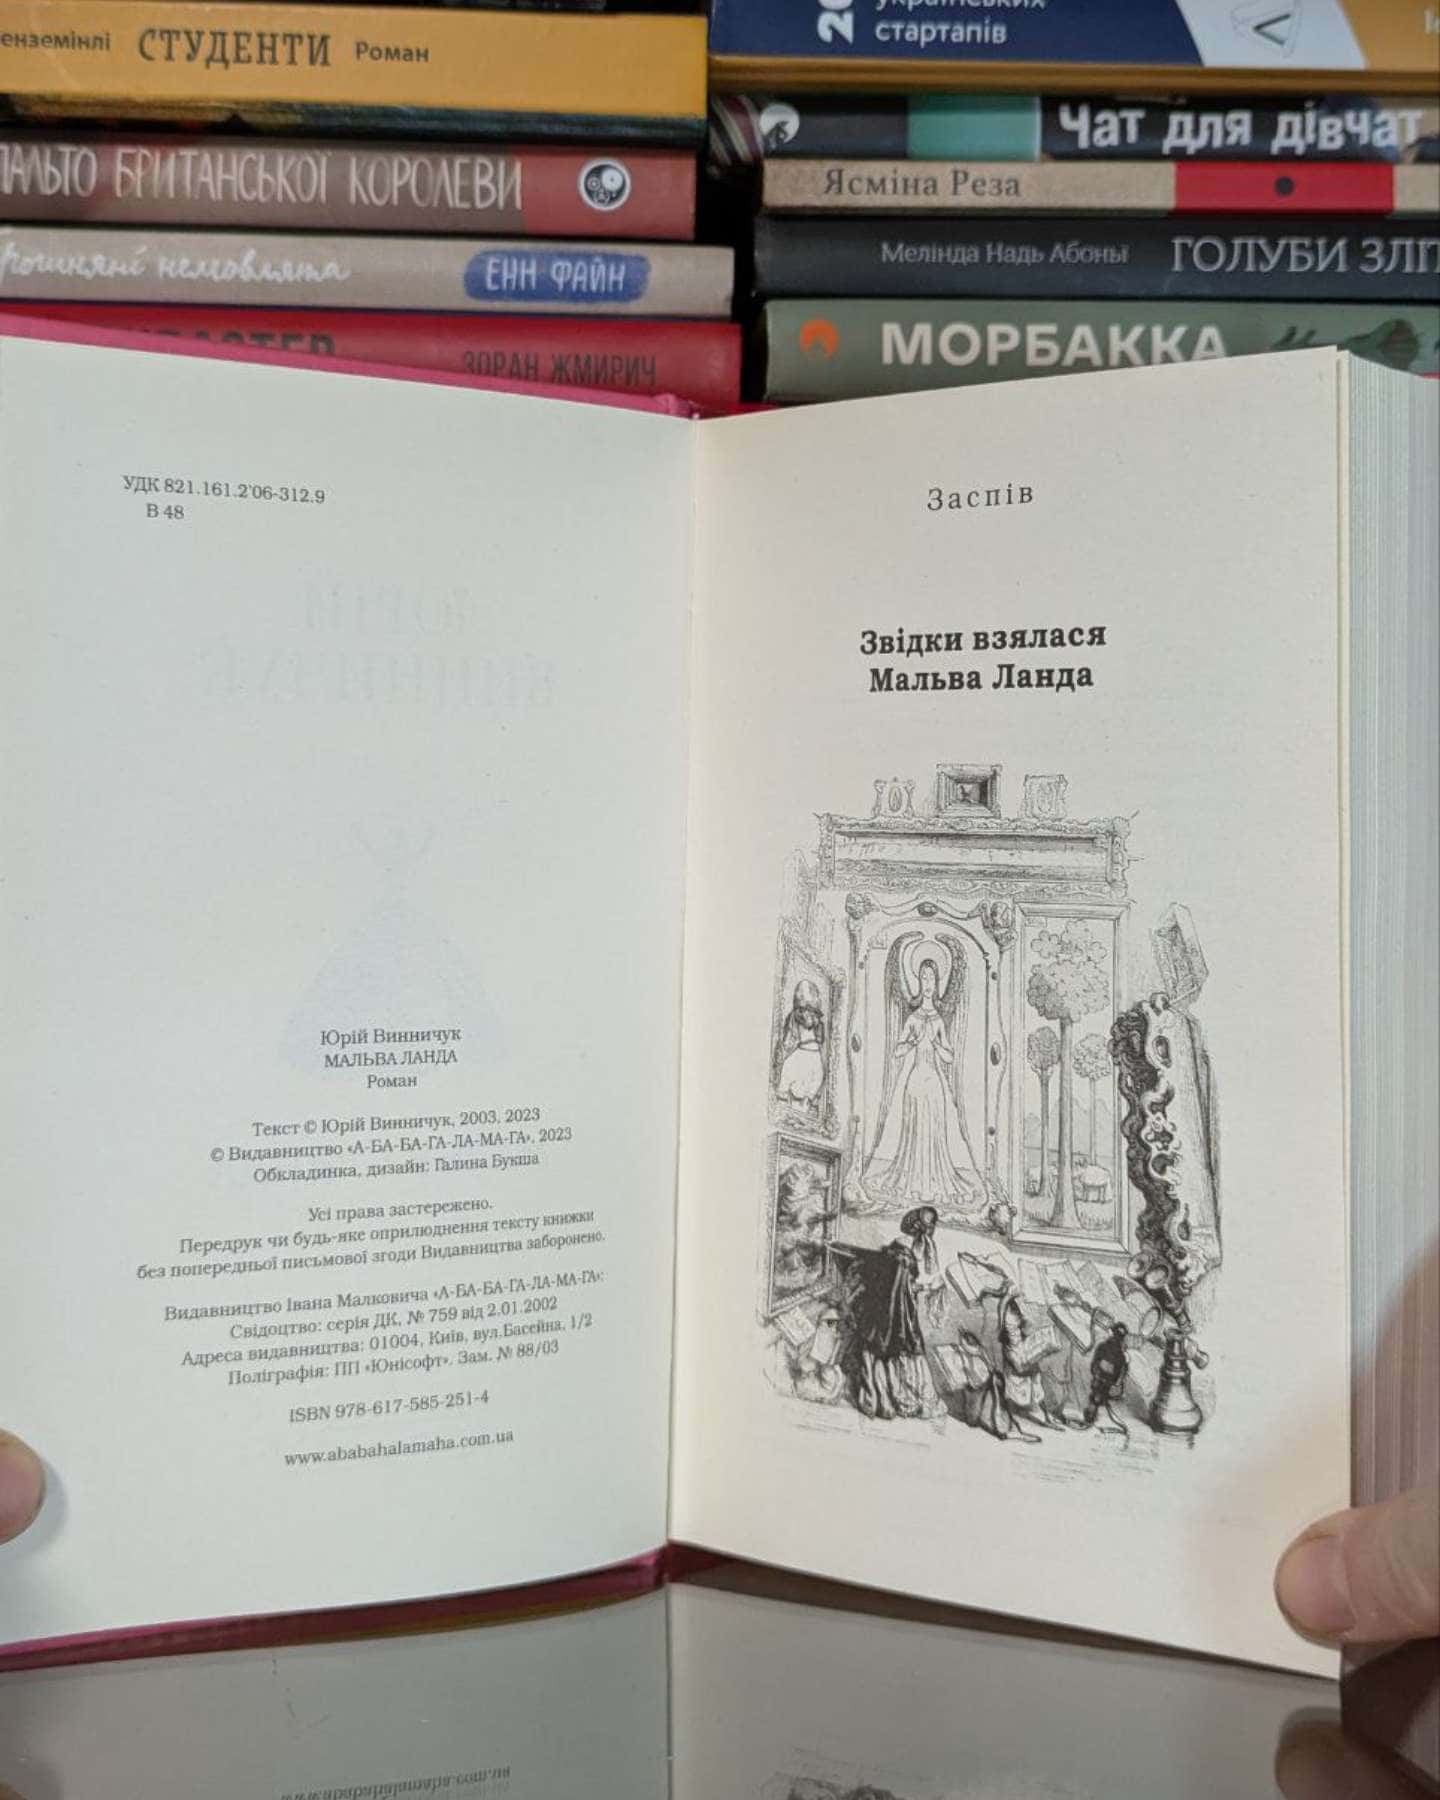 СТУДЕНТИ Роман
БРИТАНСЬКОЇ КОРОЛЕВИ
немовлята ЕНН ФАЙН
ЗОРАН ЖМИРИЧ
українських
стартапів
Чат для дівчат
Ясміна Реза
Мелінда Надь Абоньї
ГОЛУБИ
МОРБАККА
УДК 821.161.2'06-312.9
В 48
Юрій Винничук
МАЛЬВА ЛАНДА
Роман
Текст © Юрій Винничук, 2003, 2023
© Видавництво «А-БА-БА-ГА-ЛА-МА-ГА», 2023
Обкладинка, дизайн: Галина Букша
Усі права застережено.
Передрук чи будь-яке оприлюднення тексту книжки
без попередньої письмової згоди Видавництва заборонено.
Видавництво Івана Малковича «А-БА-БА-ГА-ЛА-МА-ГА»:
Свідоцтво: серія ДК, № 759 від 2.01.2002
Адреса видавництва: 01004, Київ, вул.Басейна, 1/2
Поліграфія: ПП «Юнісофт». Зам. № 88/03
ISBN 978-617-585-251-4
www.ababahalamaha.com.ua
Заспів
Звідки взялася
Мальва Ланда